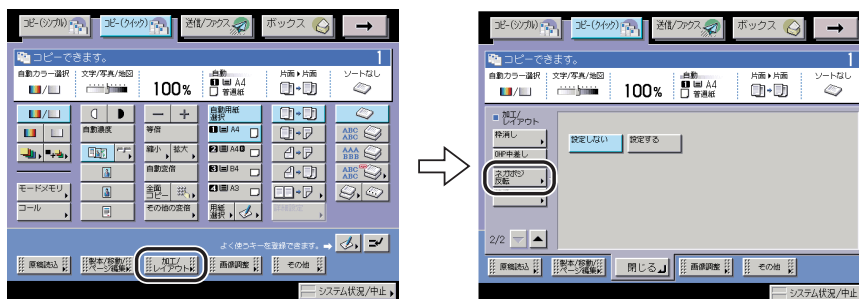 コピー(シンプル)
コピー(クイック)
送信/ファクス
ボックス
コピーできます。
1
自動カラー選択
文字/写真/地図
100%
自動
1 A4
普通紙
片面▶片面
ソートなし
自動濃度
等倍
縮小
拡大
自動変倍
全面コピー
その他の変倍
自動用紙
選択
1 A4
2 A4R
3 B4
4 A3
用紙
選択
ABC
ABC
AAA
BBB
ABC
ABC
モードメモリ
コール
よく使うキーを登録できます。
原稿読込
製本/移動/
ページ編集
加工/
レイアウト
画像調整
その他
システム状況/中止
コピー(シンプル)
コピー(クイック)
送信/ファクス
ボックス
コピーできます。
1
自動カラー選択
文字/写真/地図
100%
自動
1 A4
普通紙
片面▶片面
ソートなし
加工/
レイアウト
枠消し
OHP中差し
ネガポジ
反転
設定しない
設定する
2/2
原稿読込
製本/移動/
ページ編集
閉じる
画像調整
その他
システム状況/中止